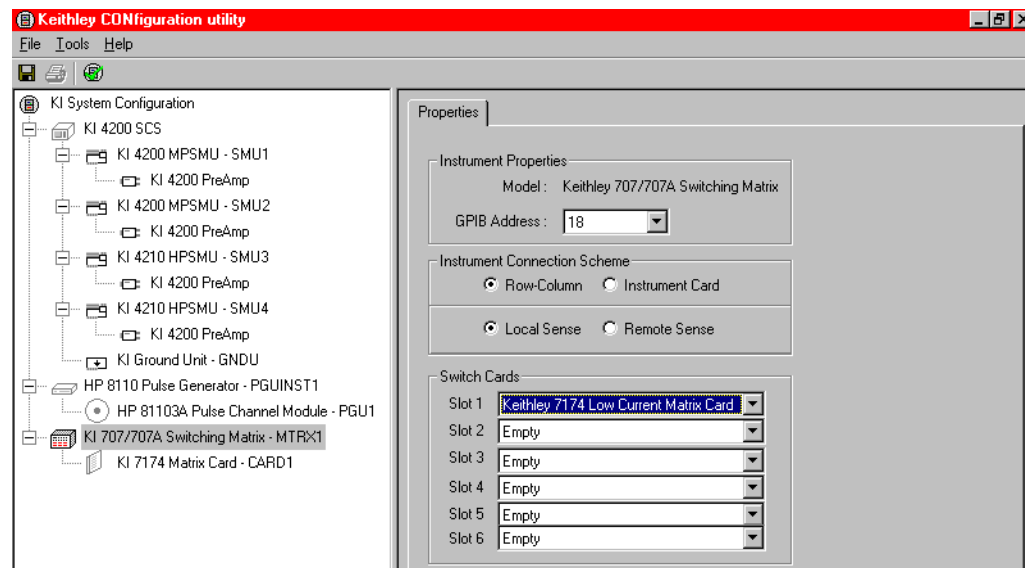 Keithley CONfiguration utility
File Tools Help
KI System Configuration
KI 4200 SCS
KI 4200 MPSMU - SMU1
KI 4200 PreAmp
KI 4200 MPSMU - SMU2
KI 4200 PreAmp
KI 4210 HPSMU - SMU3
KI 4200 PreAmp
KI 4210 HPSMU - SMU4
KI 4200 PreAmp
KI Ground Unit - GNDU
HP 8110 Pulse Generator - PGUINST1
HP 81103A Pulse Channel Module - PGU1
KI 707/707A Switching Matrix - MTRX1
KI 7174 Matrix Card - CARD1
Properties
Instrument Properties
Model : Keithley 707/707A Switching Matrix
GPIB Address : 18
Instrument Connection Scheme
Row-Column Instrument Card
Local Sense Remote Sense
Switch Cards
Slot 1 Keithley 7174 Low Current Matrix Card
Slot 2 Empty
Slot 3 Empty
Slot 4 Empty
Slot 5 Empty
Slot 6 Empty